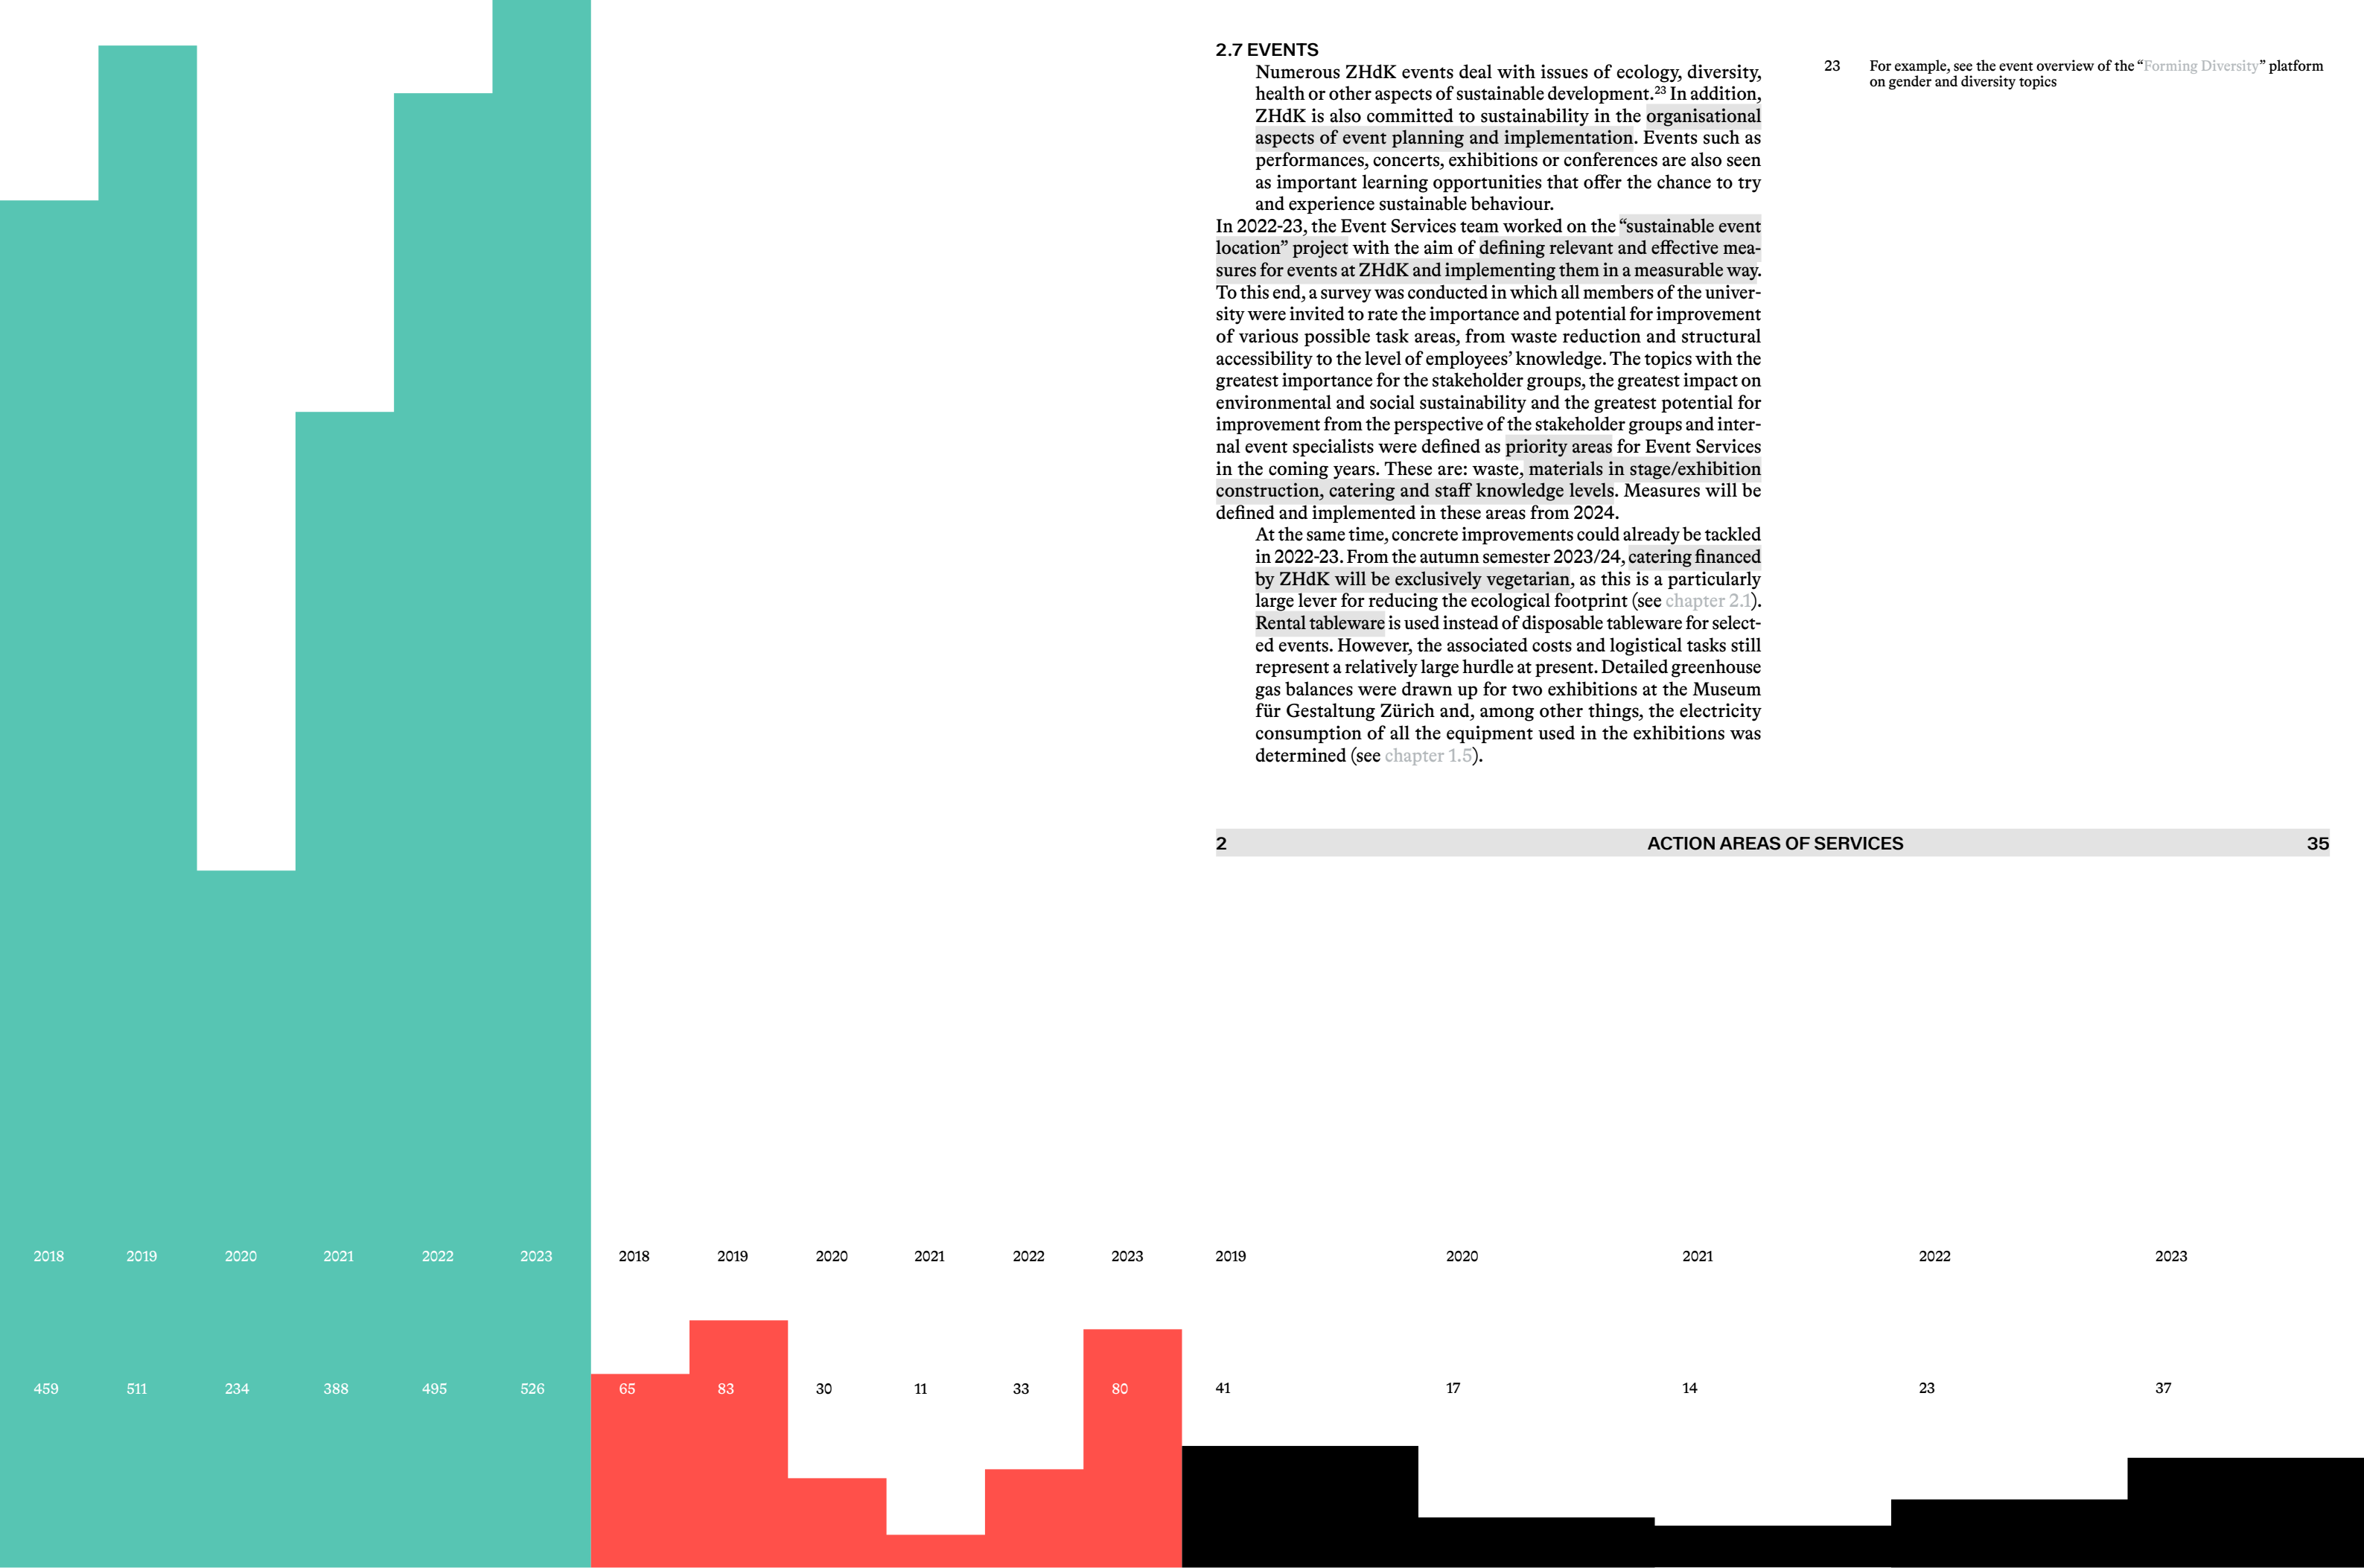 2.7 EVENTS
Numerous ZHdK events deal with issues of ecology, diversity,
health or other aspects of sustainable development.23 In addition,
ZHdK is also committed to sustainability in the organisational
aspects of event planning and implementation. Events such as
performances, concerts, exhibitions or conferences are also seen
as important learning opportunities that offer the chance to try
and experience sustainable behaviour.
In 2022-23, the Event Services team worked on the “sustainable event
location” project with the aim of defining relevant and effective mea-
sures for events at ZHdK and implementing them in a measurable way.
To this end, a survey was conducted in which all members of the univer-
sity were invited to rate the importance and potential for improvement
of various possible task areas, from waste reduction and structural
accessibility to the level of employees’ knowledge. The topics with the
greatest importance for the stakeholder groups, the greatest impact on
environmental and social sustainability and the greatest potential for
improvement from the perspective of the stakeholder groups and inter-
nal event specialists were defined as priority areas for Event Services
in the coming years. These are: waste, materials in stage/exhibition
construction, catering and staff knowledge levels. Measures will be
defined and implemented in these areas from 2024.
At the same time, concrete improvements could already be tackled
in 2022-23. From the autumn semester 2023/24, catering financed
by ZHdK will be exclusively vegetarian, as this is a particularly
large lever for reducing the ecological footprint (see chapter 2.1).
Rental tableware is used instead of disposable tableware for select-
ed events. However, the associated costs and logistical tasks still
represent a relatively large hurdle at present. Detailed greenhouse
gas balances were drawn up for two exhibitions at the Museum
für Gestaltung Zürich and, among other things, the electricity
consumption of all the equipment used in the exhibitions was
determined (see chapter 1.5).
23 For example, see the event overview of the “Forming Diversity” platform
on gender and diversity topics
2 ACTION AREAS OF SERVICES 35
2018 2019 2020 2021 2022 2023 2018 2019 2020 2021 2022 2023 2019 2020 2021 2022 2023
459 511 234 388 495 526 65 83 30 11 33 80 41 17 14 23 37